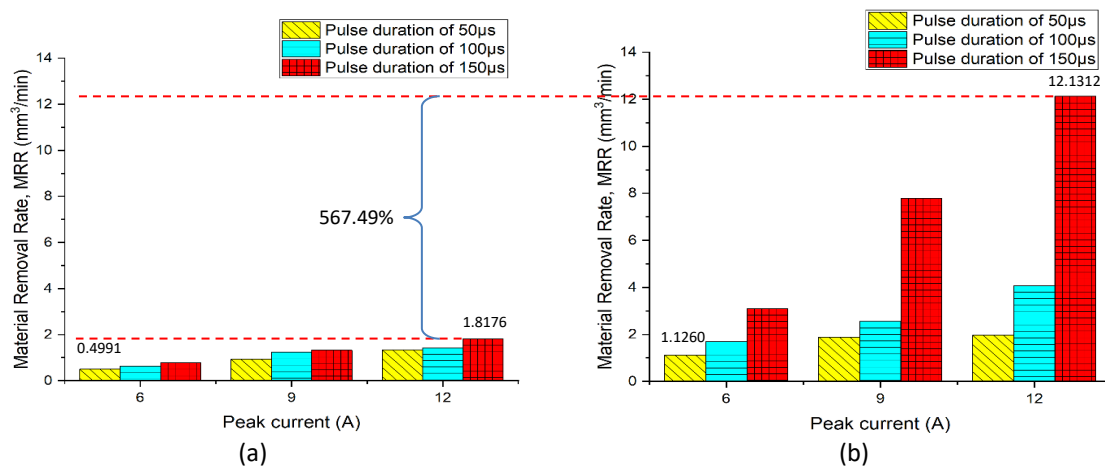 Pulse duration of 50µs
Pulse duration of 100µs
Pulse duration of 150µs
Material Removal Rate, MRR (mm³/min)
14
12
10
8
6
4
2
0
567.49%
0.4991
1.8176
6
9
12
Peak current (A)
(a)
Pulse duration of 50µs
Pulse duration of 100µs
Pulse duration of 150µs
Material Removal Rate, MRR (mm³/min)
14
12
10
8
6
4
2
0
12.1312
1.1260
6
9
12
Peak current (A)
(b)